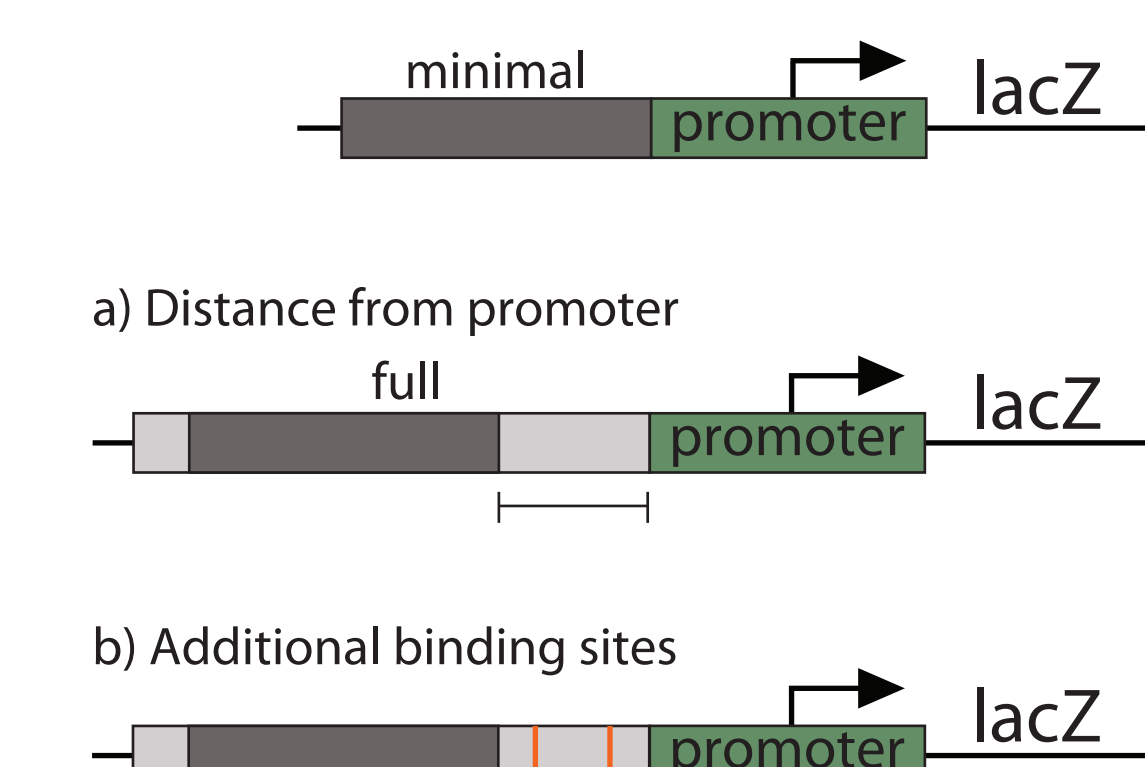 minimal
promoter
lacZ
a) Distance from promoter
full
promoter
lacZ
b) Additional binding sites
promoter
lacZ